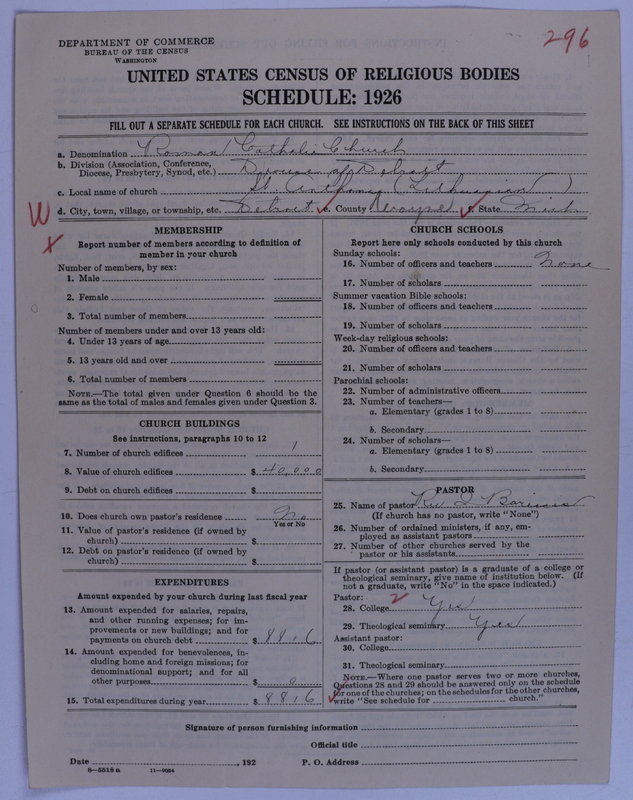 296
DEPARTMENT OF COMMERCE
BUREAU OF THE CENSUS
WASHINGTON
UNITED STATES CENSUS OF RELIGIOUS BODIES
SCHEDULE: 1926
FILL OUT A SEPARATE SCHEDULE FOR EACH CHURCH. SEE INSTRUCTIONS ON THE BACK OF THIS SHEET
a. Denomination Roman Catholic Church
b. Division (Association, Conference, Diocese, Presbytery, Synod, etc.) Diocese of Detroit
c. Local name of church St. Anthony (Lithuanian)
W d. City, town, village, or township, etc. Detroit e. County Wayne f. State Mich
X
MEMBERSHIP
Report number of members according to definition of
member in your church
Number of members, by sex:
1. Male
2. Female
3. Total number of members
Number of members under and over 13 years old:
4. Under 13 years of age
5. 13 years old and over
6. Total number of members
NOTE.—The total given under Question 6 should be the
same as the total of males and females given under Question 3.
CHURCH BUILDINGS
See instructions, paragraphs 10 to 12
7. Number of church edifices 1
8. Value of church edifices $ 40,000
9. Debt on church edifices $
10. Does church own pastor's residence No
Yes or No
11. Value of pastor's residence (if owned by
church) $
12. Debt on pastor's residence (if owned by
church) $
EXPENDITURES
Amount expended by your church during last fiscal year
13. Amount expended for salaries, repairs,
and other running expenses; for im-
provements or new buildings; and for
payments on church debt $ 8816
14. Amount expended for benevolences, in-
cluding home and foreign missions; for
denominational support; and for all
other purposes $ 0
15. Total expenditures during year $ 8816
CHURCH SCHOOLS
Report here only schools conducted by this church
Sunday schools:
16. Number of officers and teachers None
17. Number of scholars
Summer vacation Bible schools:
18. Number of officers and teachers
19. Number of scholars
Week-day religious schools:
20. Number of officers and teachers
21. Number of scholars
Parochial schools:
22. Number of administrative officers
23. Number of teachers—
a. Elementary (grades 1 to 8)
b. Secondary
24. Number of scholars—
a. Elementary (grades 1 to 8)
b. Secondary
PASTOR
25. Name of pastor Rev I
(If church has no pastor, write "None")
26. Number of ordained ministers, if any, em-
ployed as assistant pastors
27. Number of other churches served by the
pastor or his assistants
If pastor (or assistant pastor) is a graduate of a college or
theological seminary, give name of institution below. (If
not a graduate, write "No" in the space indicated.)
Pastor:
28. College 2 Yes
29. Theological seminary Yes
Assistant pastor:
30. College
31. Theological seminary
NOTE.—Where one pastor serves two or more churches,
Questions 28 and 29 should be answered only on the schedule
for one of the churches; on the schedules for the other churches,
write "See schedule for church."
Signature of person furnishing information
Official title
Date , 192 P. O. Address
8—5518a 11—9564